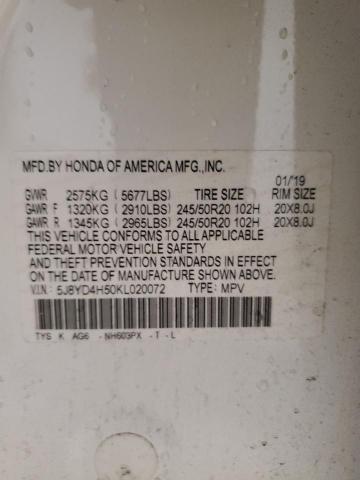 MFD.BY HONDA OF AMERICA MFG.,INC.
01/'19
GVWR 2575KG (5677LBS) TIRE SIZE RIM SIZE
GAWR F 1320KG (2910LBS) 245/50R20 102H 20X8.0J
GAWR R 1345KG (2965LBS) 245/50R20 102H 20X8.0J
THIS VEHICLE CONFORMS TO ALL APPLICABLE
FEDERAL MOTOR VEHICLE SAFETY
AND THEFT PREVENTION STANDARDS IN EFFECT
ON THE DATE OF MANUFACTURE SHOWN ABOVE.
V.I.N.: 5J8YD4H50KL020072 TYPE: MPV
TYS K AG6 - NH603PX - T - L